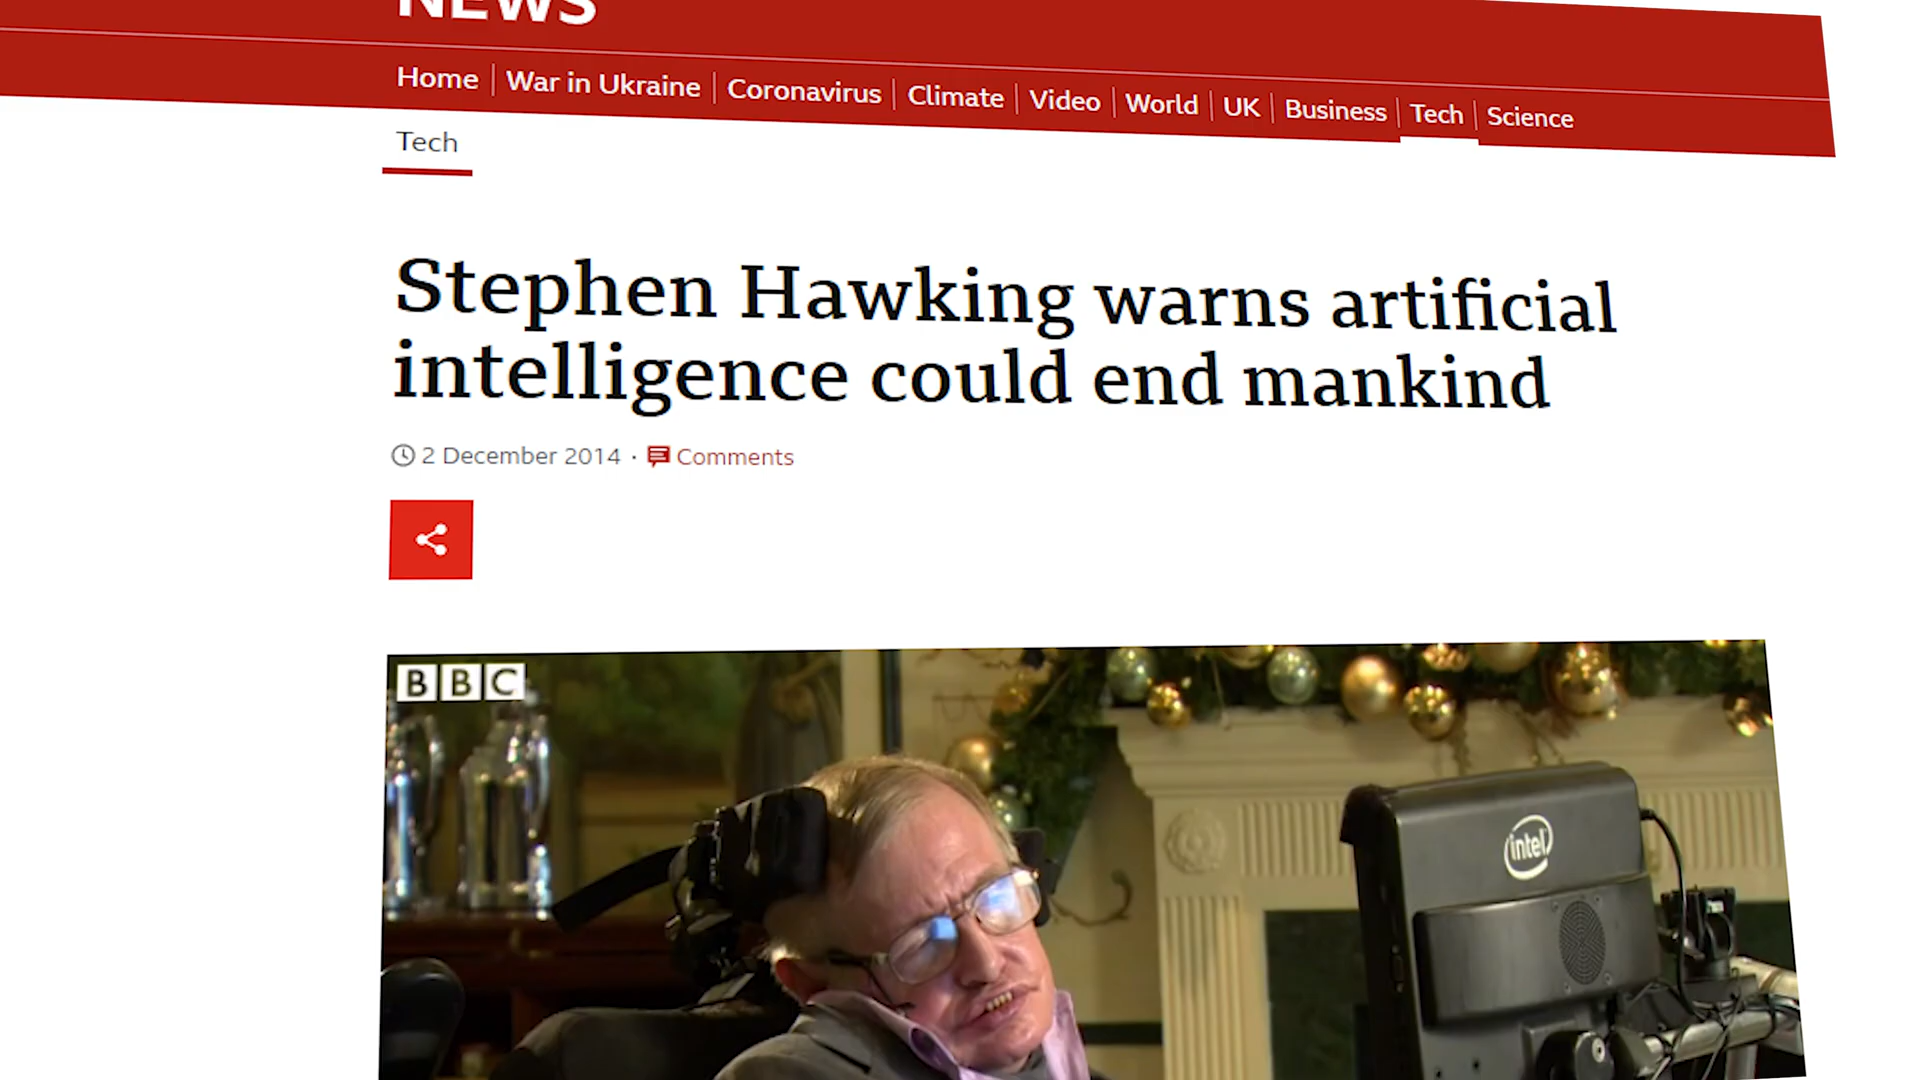 NEWS
Home War in Ukraine Coronavirus Climate Video World UK Business Tech Science
Tech
Stephen Hawking warns artificial
intelligence could end mankind
2 December 2014 · Comments
BBC
intel